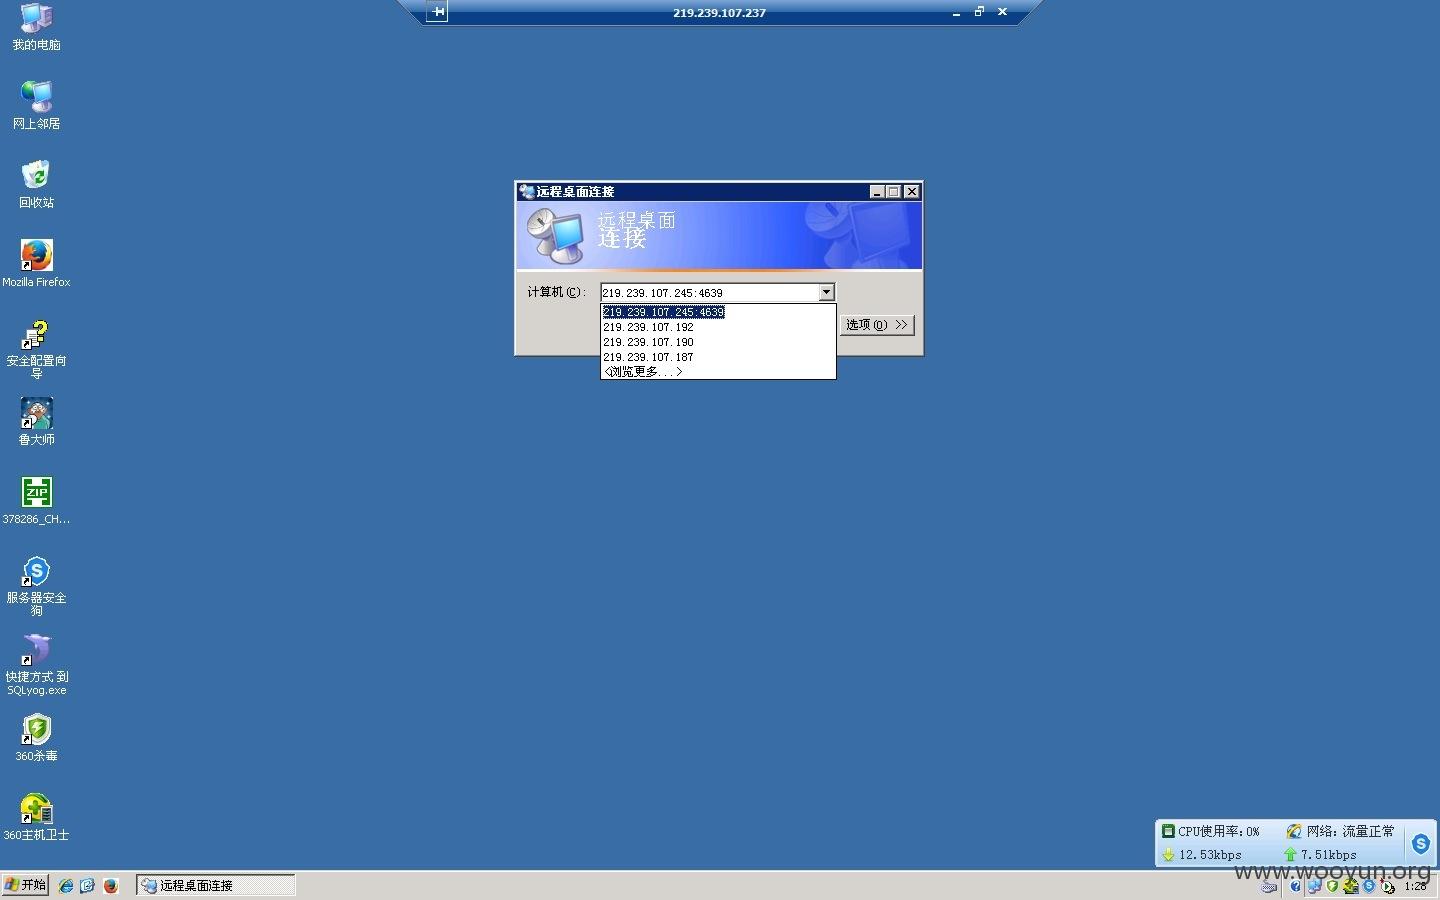 219.239.107.237
我的电脑
网上邻居
回收站
Mozilla Firefox
安全配置向
导
鲁大师
378286_CH...
服务器安全
狗
快捷方式 到
SQLyog.exe
360杀毒
360主机卫士
远程桌面连接
远程桌面
连接
计算机(C):
219.239.107.245:4639
219.239.107.245:4639
219.239.107.192
219.239.107.190
219.239.107.187
<浏览更多...>
选项(O) >>
CPU使用率:0%
网络: 流量正常
12.53kbps
7.51kbps
www.wooyun.org
开始
远程桌面连接
1:28